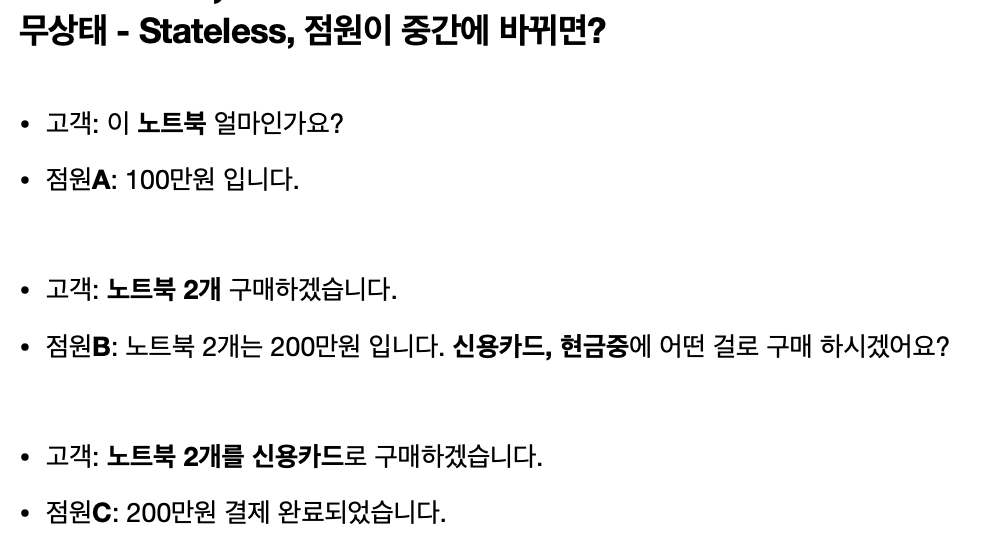 무상태 - Stateless, 점원이 중간에 바뀌면?
• 고객: 이 노트북 얼마인가요?
• 점원A: 100만원 입니다.
• 고객: 노트북 2개 구매하겠습니다.
• 점원B: 노트북 2개는 200만원 입니다. 신용카드, 현금중에 어떤 걸로 구매 하시겠어요?
• 고객: 노트북 2개를 신용카드로 구매하겠습니다.
• 점원C: 200만원 결제 완료되었습니다.